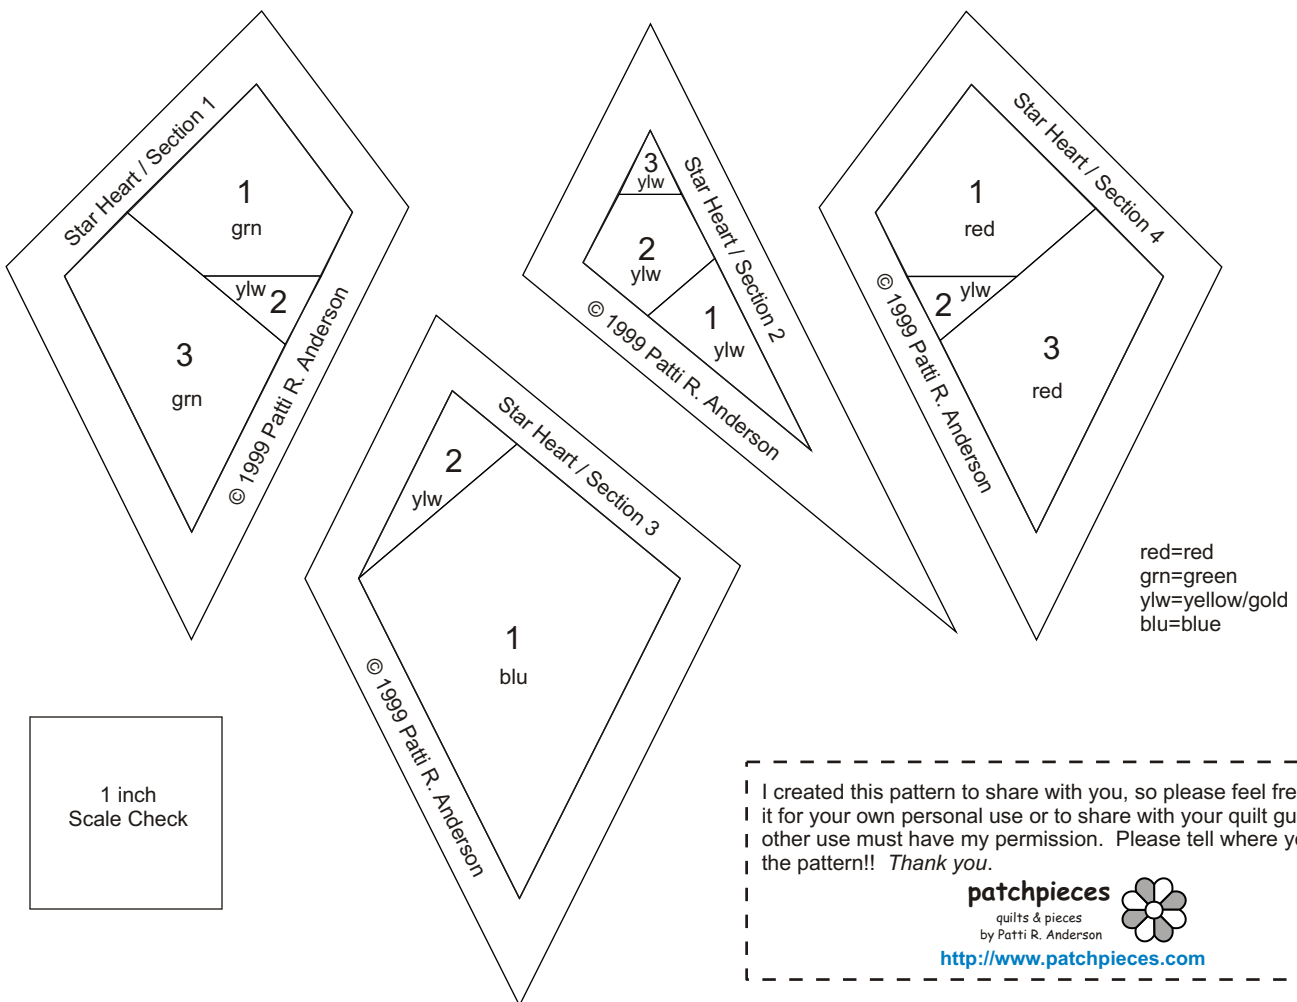 Star Heart / Section 1
1
grn
ylw 2
3
grn
© 1999 Patti R. Anderson
3
ylw
2
ylw
1
ylw
Star Heart / Section 2
© 1999 Patti R. Anderson
Star Heart / Section 4
1
red
2 ylw
3
red
© 1999 Patti R. Anderson
Star Heart / Section 3
2
ylw
1
blu
© 1999 Patti R. Anderson
red=red
grn=green
ylw=yellow/gold
blu=blue
1 inch
Scale Check
I created this pattern to share with you, so please feel
it for your own personal use or to share with your quilt
other use must have my permission. Please tell where
the pattern!! Thank you.
patchpieces
quilts & pieces
by Patti R. Anderson
http://www.patchpieces.com